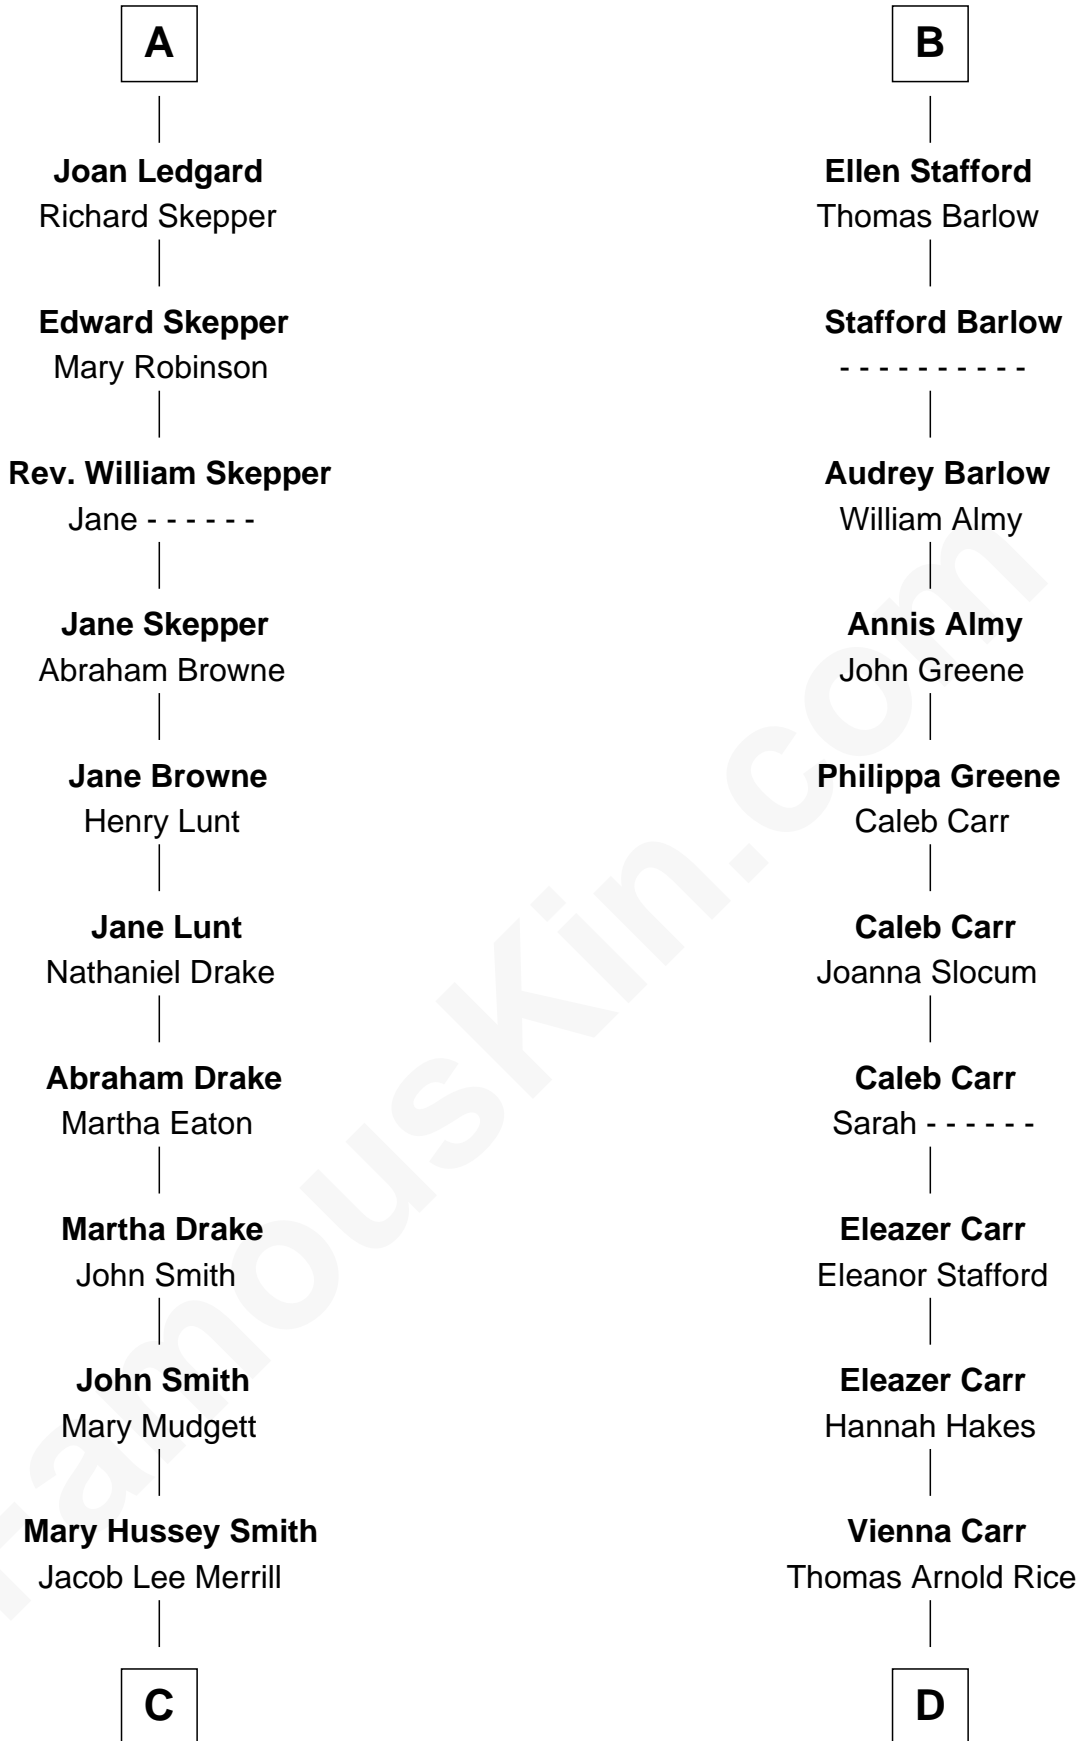 A
Joan Ledgard
Richard Skepper
Edward Skepper
Mary Robinson
Rev. William Skepper
Jane - - - - - -
Jane Skepper
Abraham Browne
Jane Browne
Henry Lunt
Jane Lunt
Nathaniel Drake
Abraham Drake
Martha Eaton
Martha Drake
John Smith
John Smith
Mary Mudgett
Mary Hussey Smith
Jacob Lee Merrill
C
B
Ellen Stafford
Thomas Barlow
Stafford Barlow
- - - - - - - - - -
Audrey Barlow
William Almy
Annis Almy
John Greene
Philippa Greene
Caleb Carr
Caleb Carr
Joanna Slocum
Caleb Carr
Sarah - - - - - -
Eleazer Carr
Eleanor Stafford
Eleazer Carr
Hannah Hakes
Vienna Carr
Thomas Arnold Rice
D
FamousKin.com